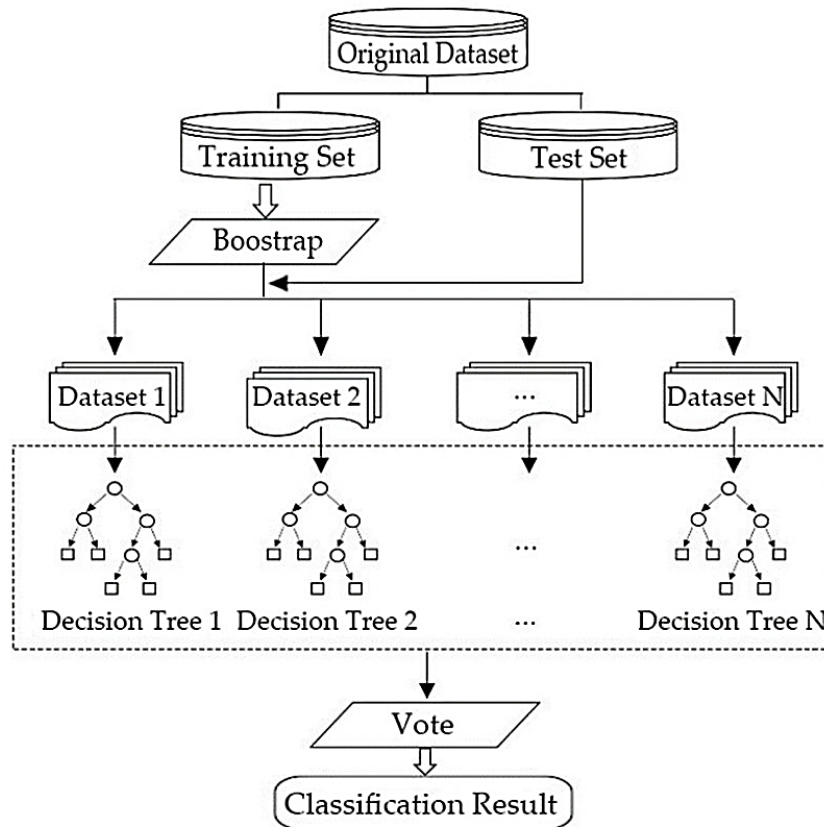 Original Dataset
Training Set
Test Set
Boostrap
Dataset 1
Dataset 2
...
Dataset N
...
Decision Tree 1
Decision Tree 2
...
Decision Tree N
Vote
Classification Result